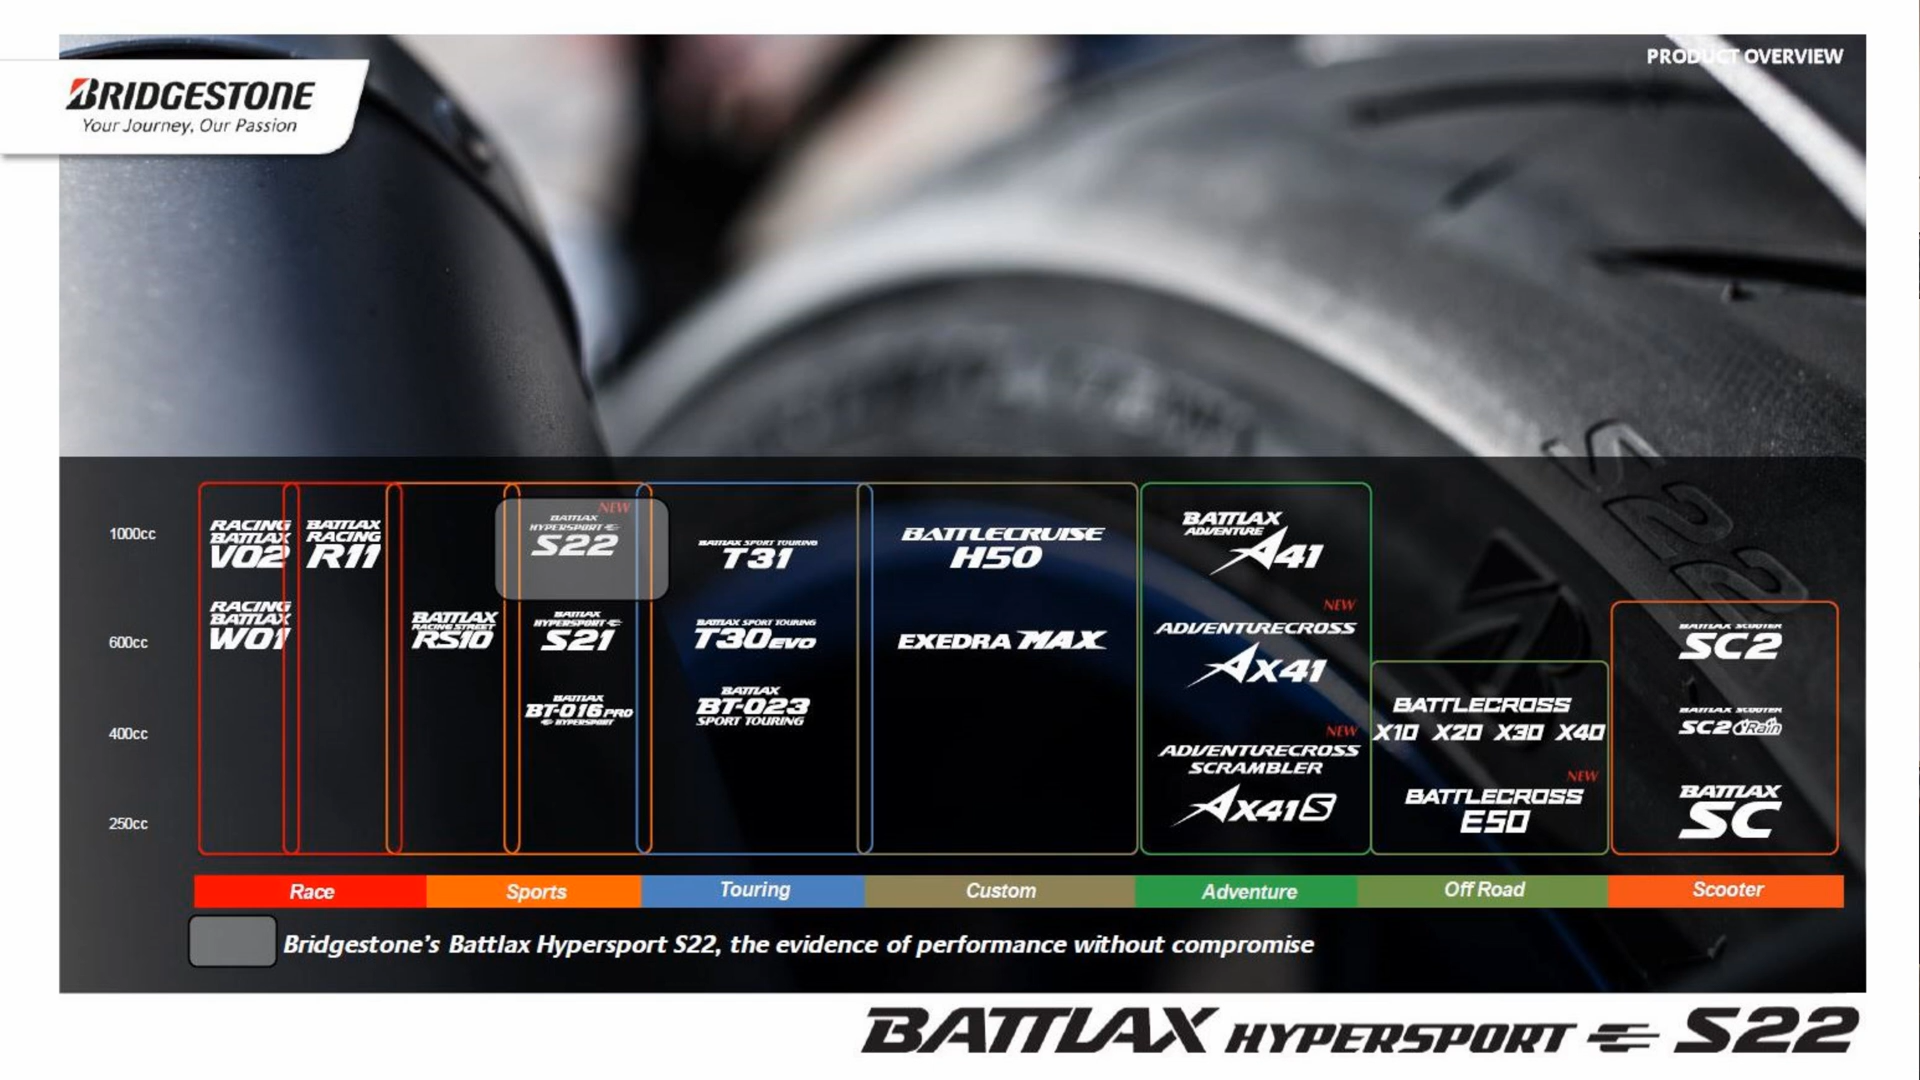 PRODUCT OVERVIEW
BRIDGESTONE
Your Journey, Our Passion
S22
1000cc
600cc
400cc
250cc
RACING
BATTLAX
V02
RACING
BATTLAX
W01
BATTLAX
RACING
R11
BATTLAX
RACING STREET
RS10
NEW
BATTLAX
HYPERSPORT
S22
BATTLAX
HYPERSPORT
S21
BATTLAX
BT-016 PRO
HYPERSPORT
BATTLAX SPORT TOURING
T31
BATTLAX SPORT TOURING
T30 EVO
BATTLAX
BT-023
SPORT TOURING
BATTLECRUISE
H50
EXEDRA MAX
BATTLAX
ADVENTURE
A41
NEW
ADVENTURECROSS
AX41
NEW
ADVENTURECROSS
SCRAMBLER
AX41S
BATTLECROSS
X10 X20 X30 X40
NEW
BATTLECROSS
E50
BATTLAX SCOOTER
SC2
BATTLAX SCOOTER
SC2 Rain
BATTLAX
SC
Race
Sports
Touring
Custom
Adventure
Off Road
Scooter
Bridgestone's Battlax Hypersport S22, the evidence of performance without compromise
BATTLAX HYPERSPORT S22